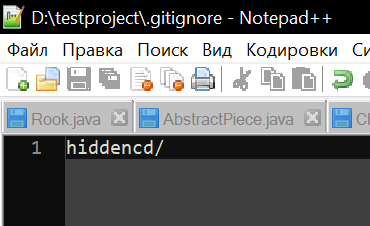 D:\testproject\.gitignore - Notepad++
Файл Правка Поиск Вид Кодировки
Rook.java AbstractPiece.java
1 hiddencd/